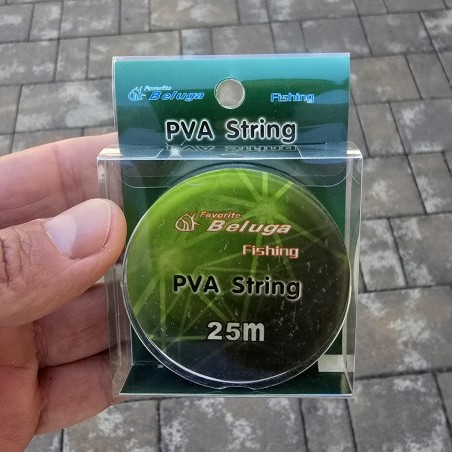 Favorite
Beluga
Fishing
PVA String
Favorite
Beluga
Fishing
PVA String
25m